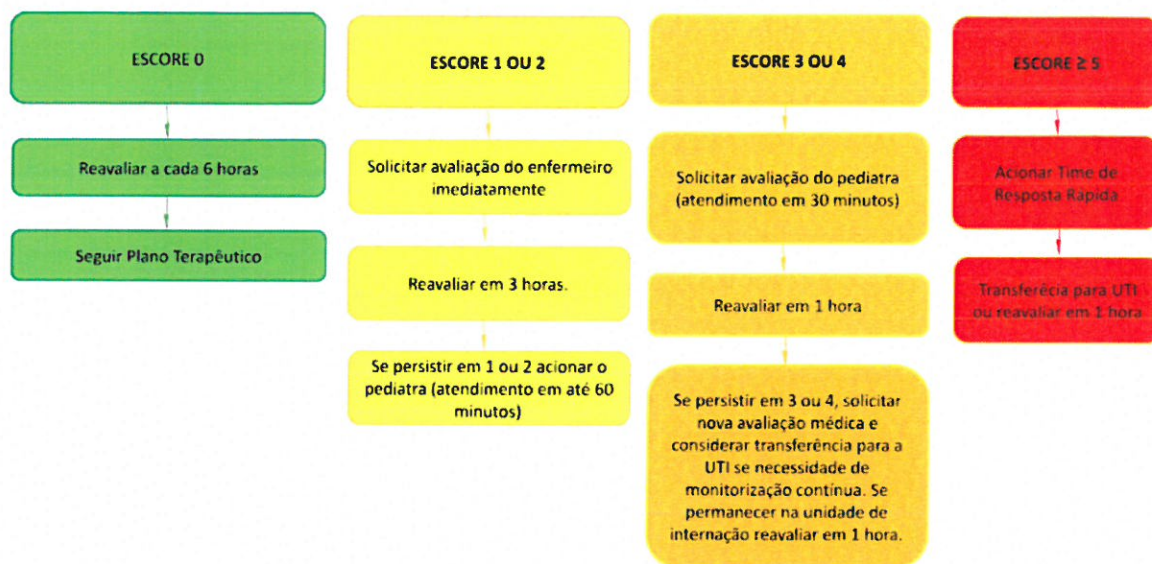 ESCORE 0
Reavaliar a cada 6 horas
Seguir Plano Terapêutico
ESCORE 1 OU 2
Solicitar avaliação do enfermeiro
imediatamente
Reavaliar em 3 horas.
Se persistir em 1 ou 2 acionar o
pediatra (atendimento em até 60
minutos)
ESCORE 3 OU 4
Solicitar avaliação do pediatra
(atendimento em 30 minutos)
Reavaliar em 1 hora
Se persistir em 3 ou 4, solicitar
nova avaliação médica e
considerar transferência para a
UTI se necessidade de
monitorização contínua. Se
permanecer na unidade de
internação reavaliar em 1 hora.
ESCORE ≥ 5
Acionar Time de
Resposta Rápida
Transferécia para UTI
ou reavaliar em 1 hora